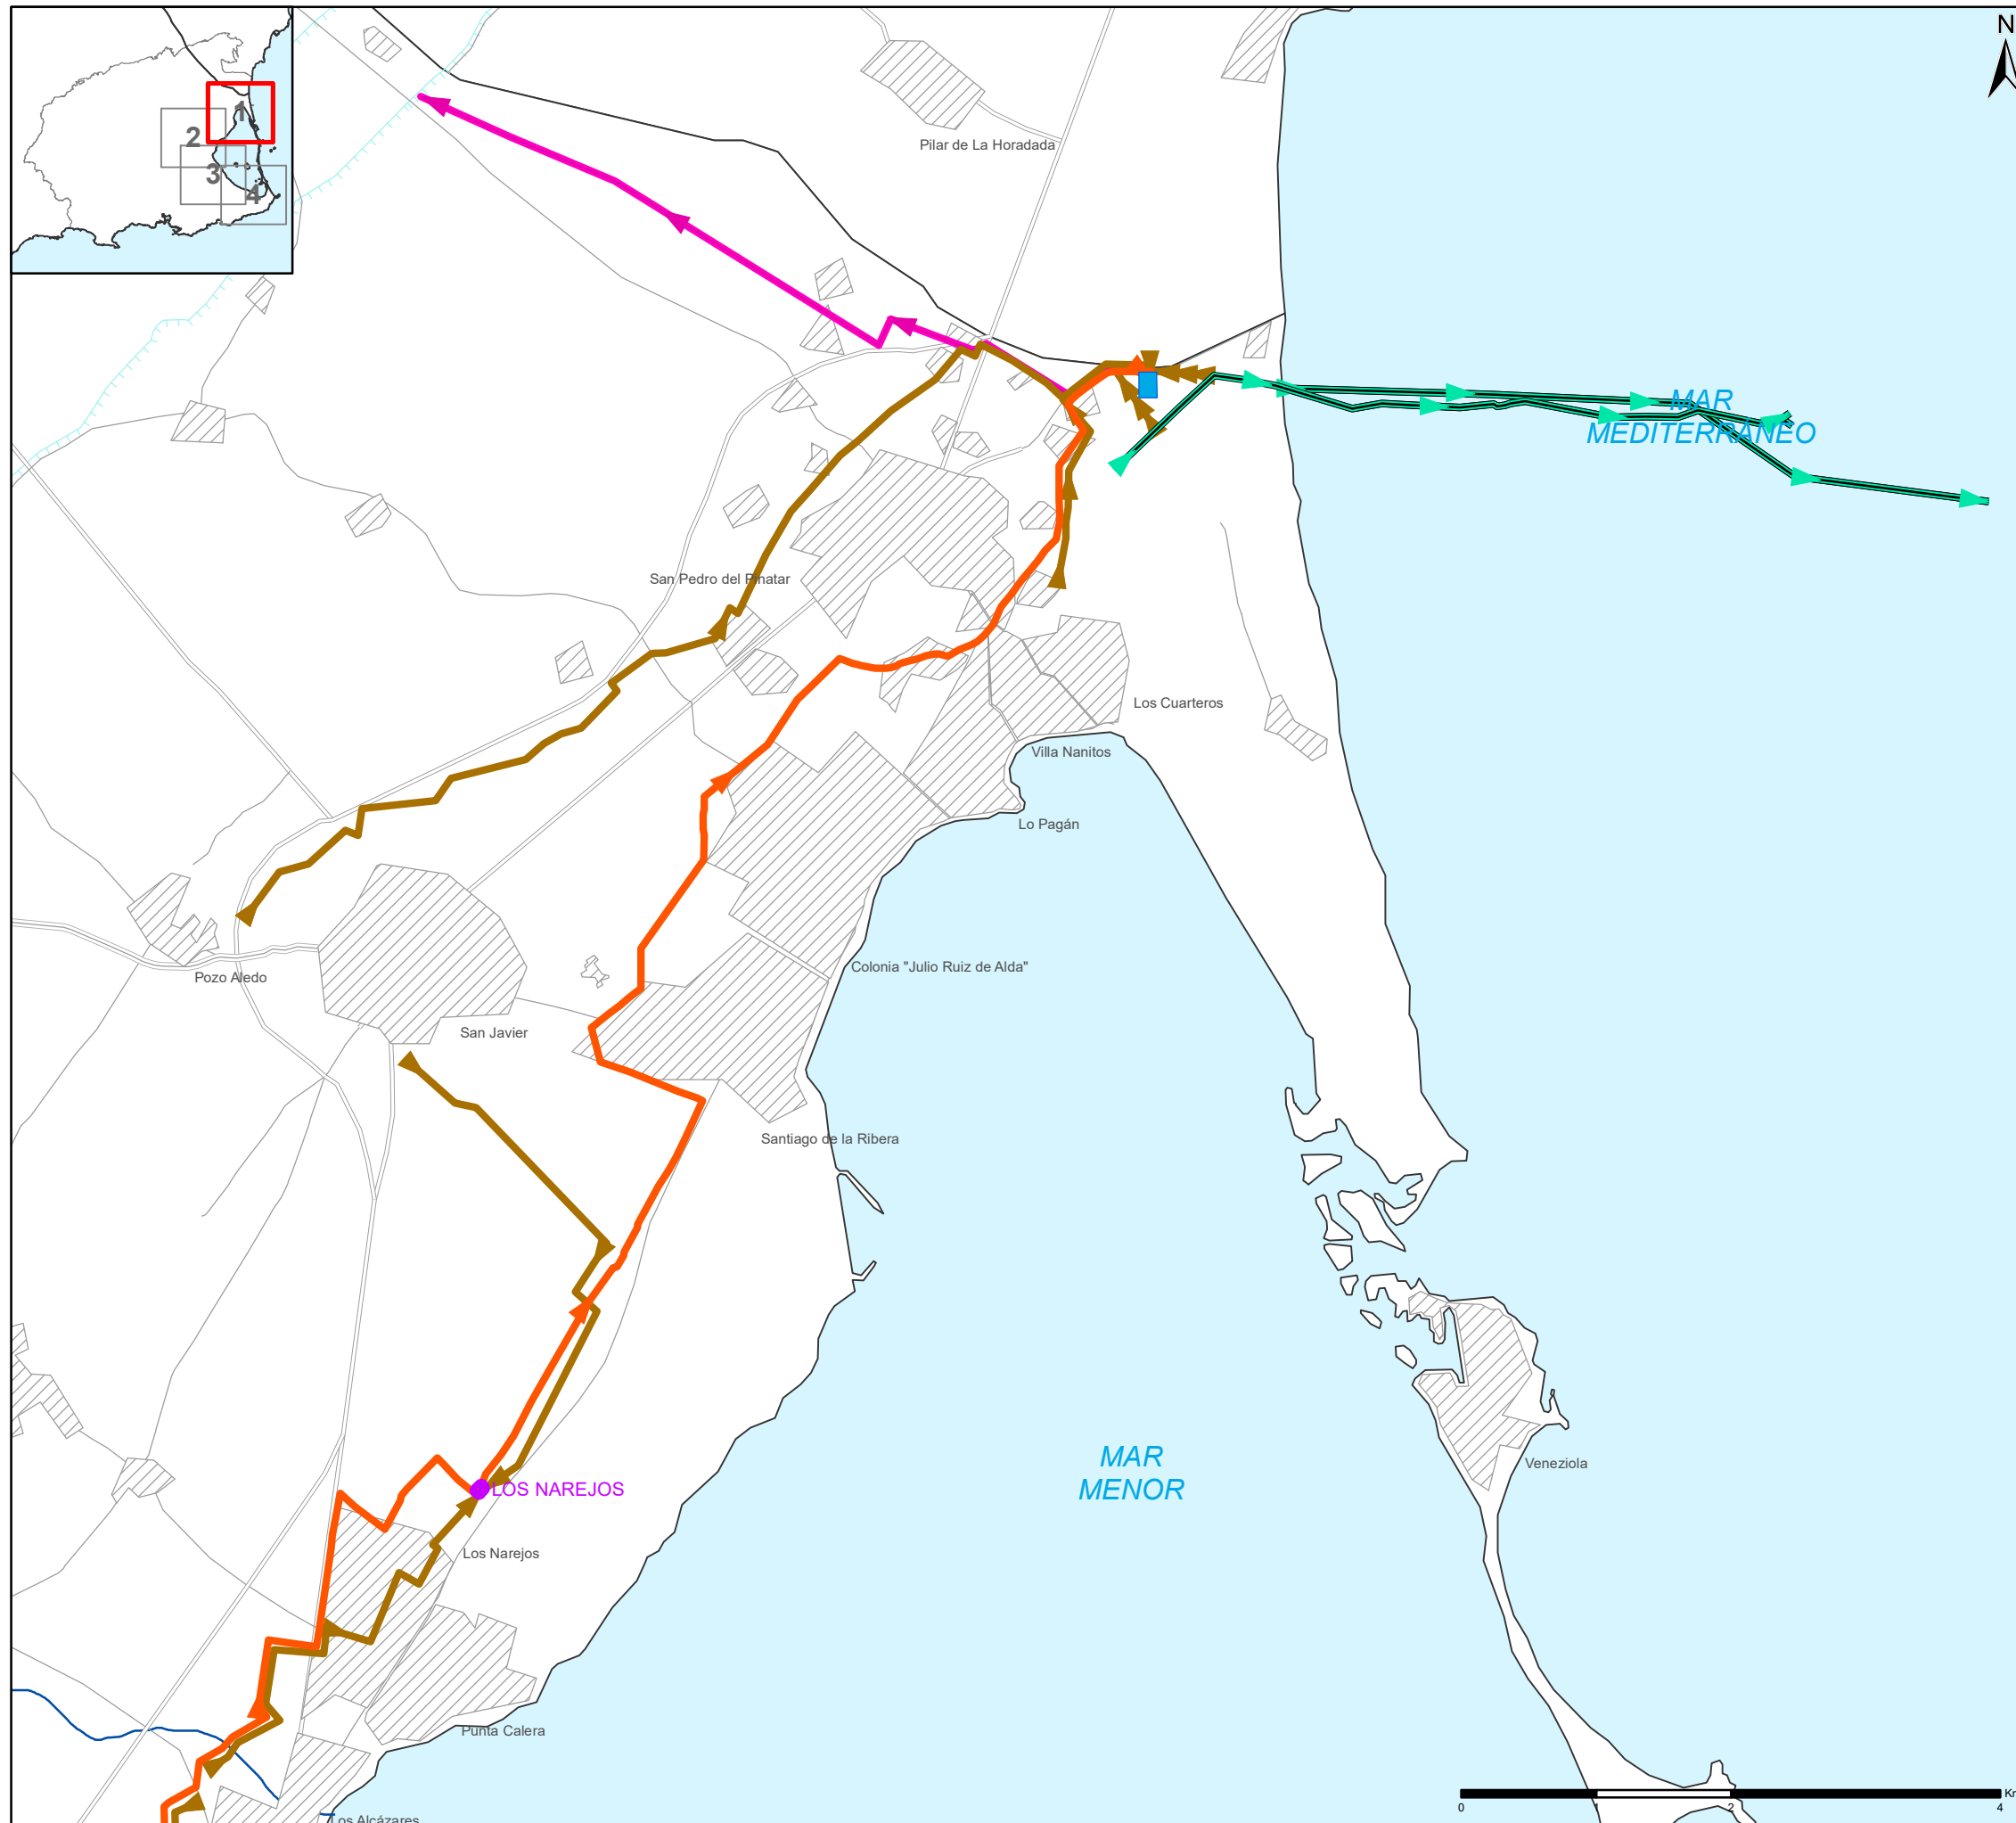 N
1
2
3
4
Pilar de La Horadada
MAR
MEDITERRANEO
San Pedro del Pinatar
Los Cuarteros
Villa Nanitos
Lo Pagán
Colonia "Julio Ruiz de Alda"
Pozo Aledo
San Javier
Santiago de la Ribera
MAR
MENOR
Veneziola
LOS NAREJOS
Los Narejos
Punta Calera
Los Alcázares
0 1 2 4